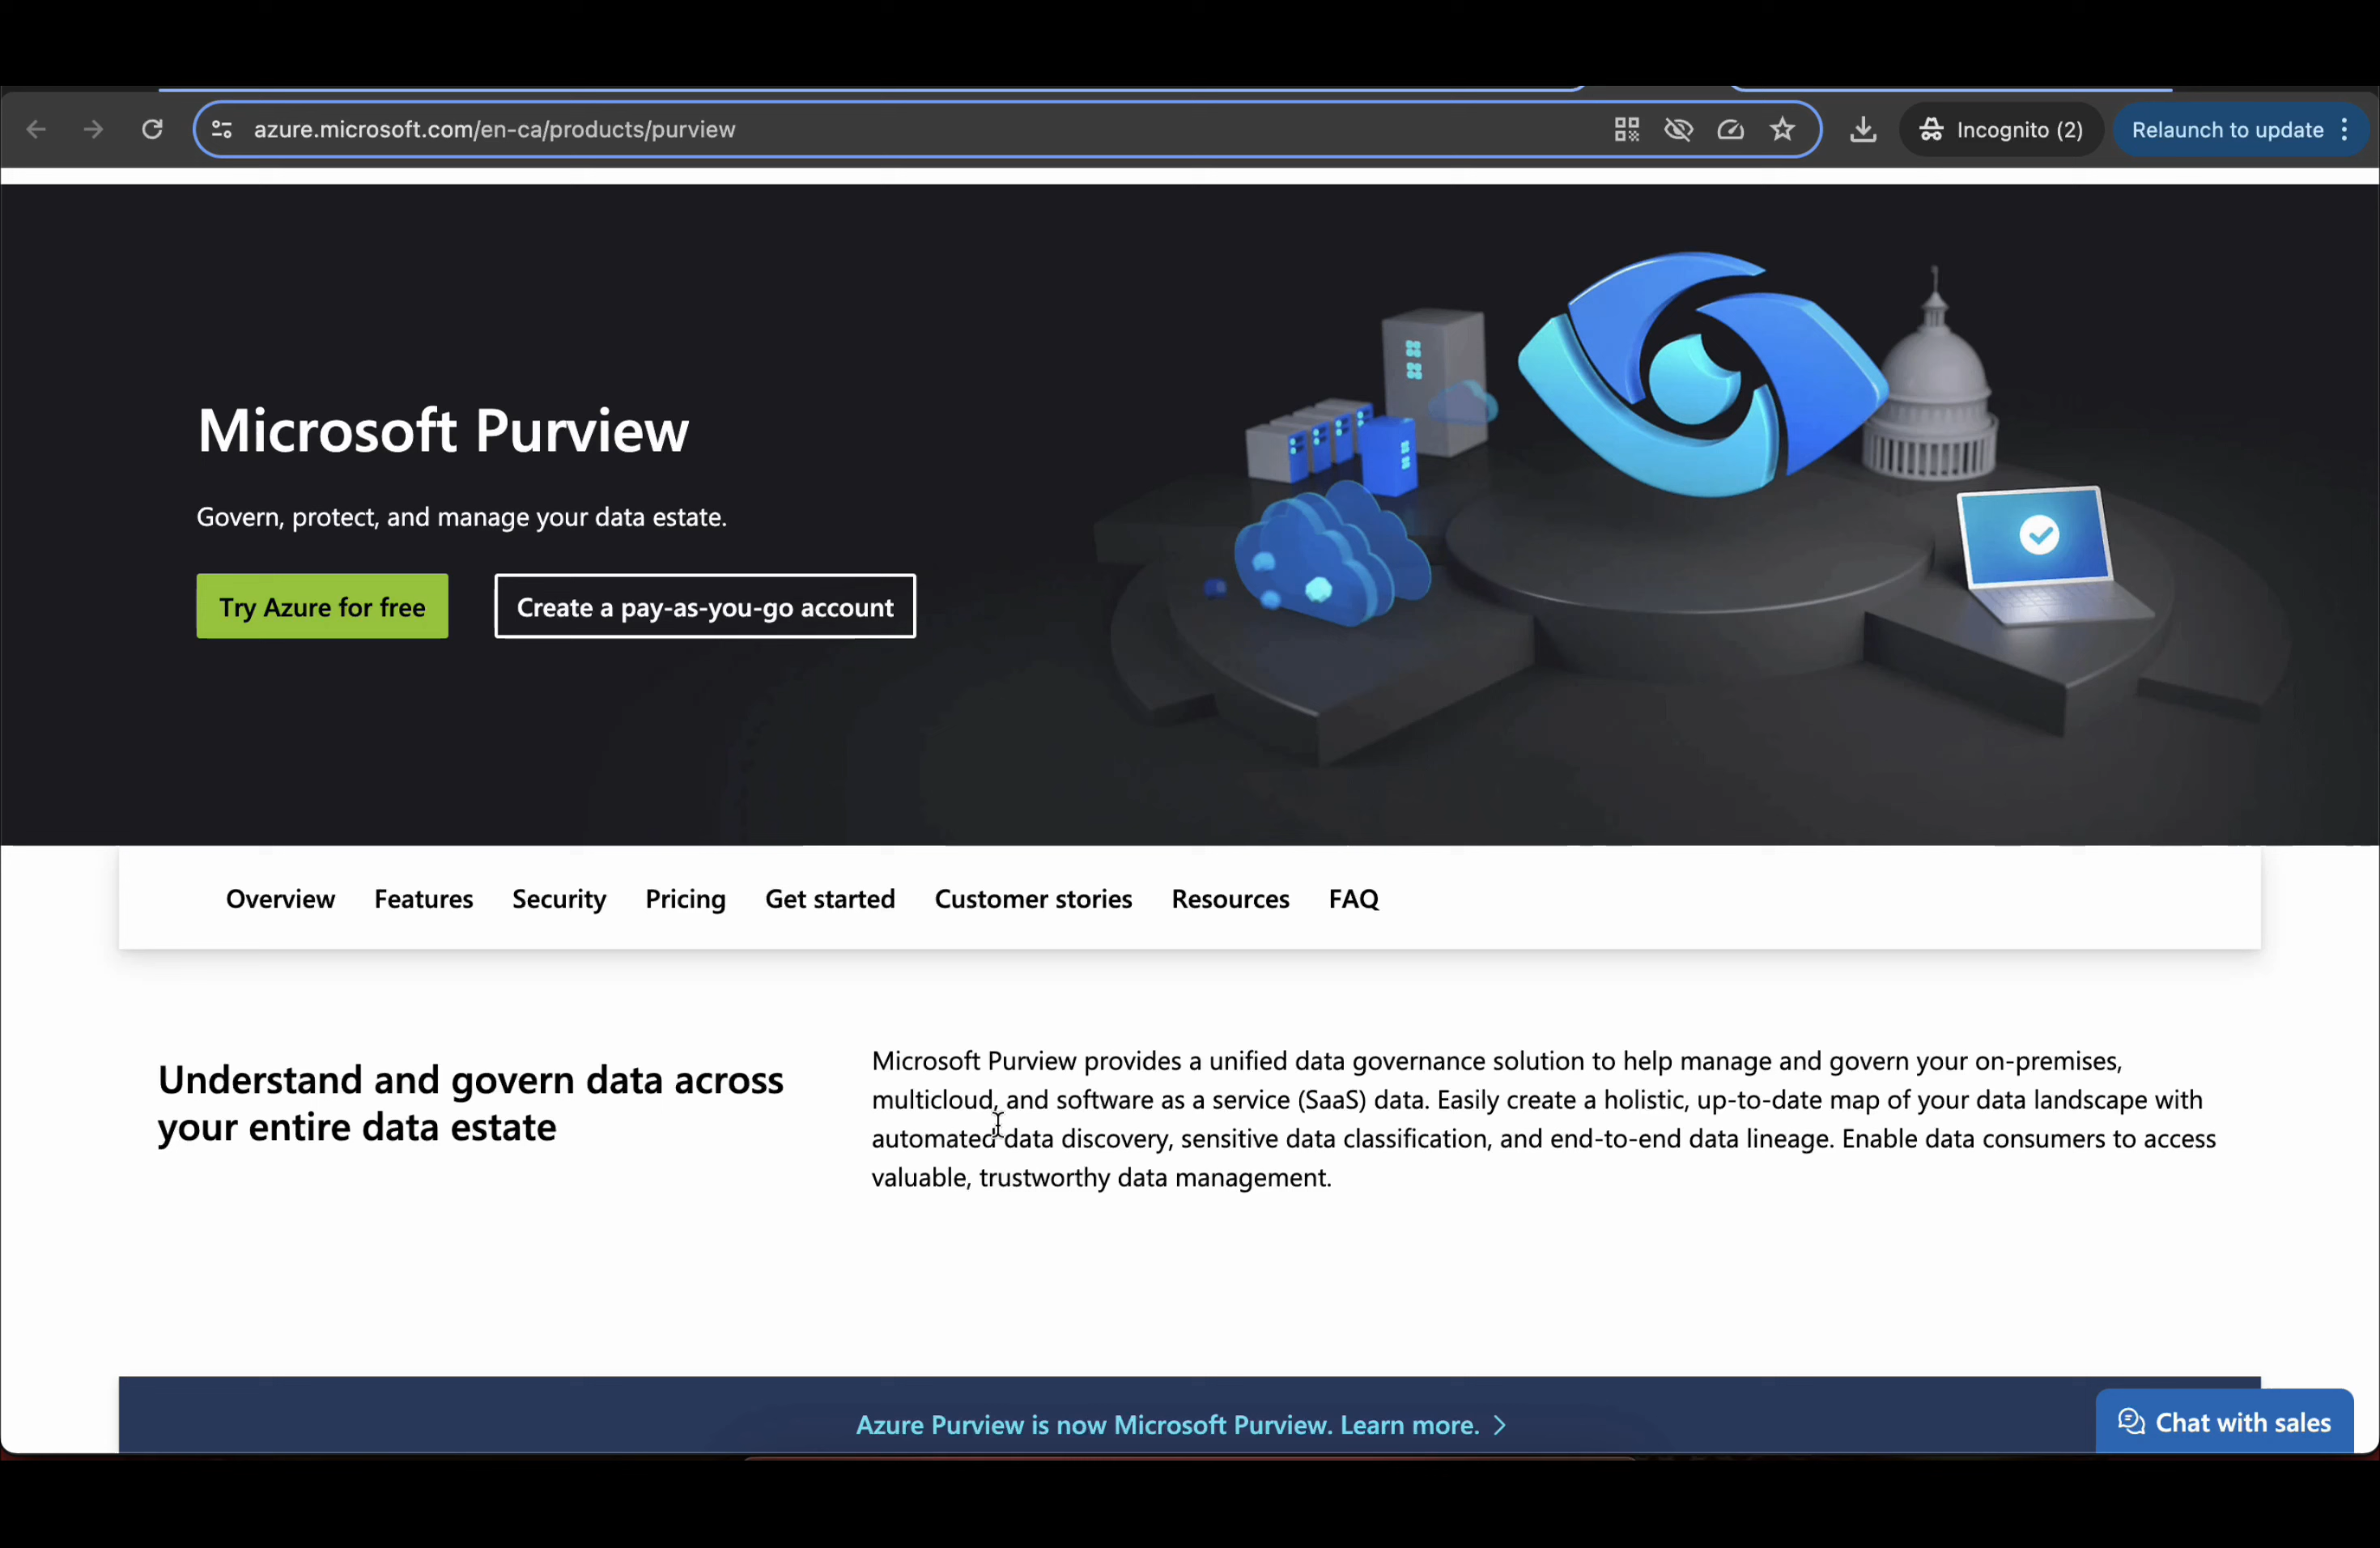 azure.microsoft.com/en-ca/products/purview
Incognito (2)
Relaunch to update
Microsoft Purview
Govern, protect, and manage your data estate.
Try Azure for free
Create a pay-as-you-go account
Overview
Features
Security
Pricing
Get started
Customer stories
Resources
FAQ
Understand and govern data across
your entire data estate
Microsoft Purview provides a unified data governance solution to help manage and govern your on-premises,
multicloud, and software as a service (SaaS) data. Easily create a holistic, up-to-date map of your data landscape with
automated data discovery, sensitive data classification, and end-to-end data lineage. Enable data consumers to access
valuable, trustworthy data management.
Azure Purview is now Microsoft Purview. Learn more.
Chat with sales